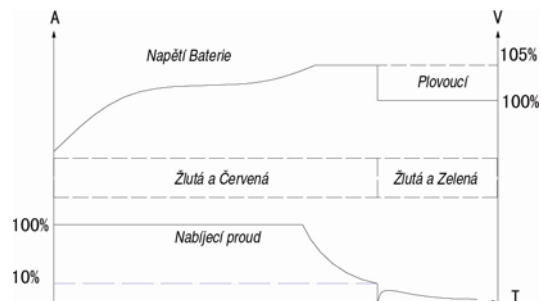 A
V
Napětí Baterie
105%
Plovoucí
100%
Žlutá a Červená
Žlutá a Zelená
100%
Nabíjecí proud
10%
T